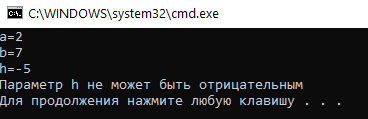 C:\WINDOWS\system32\cmd.exe
a=2
b=7
h=-5
Параметр h не может быть отрицательным
Для продолжения нажмите любую клавишу . . .